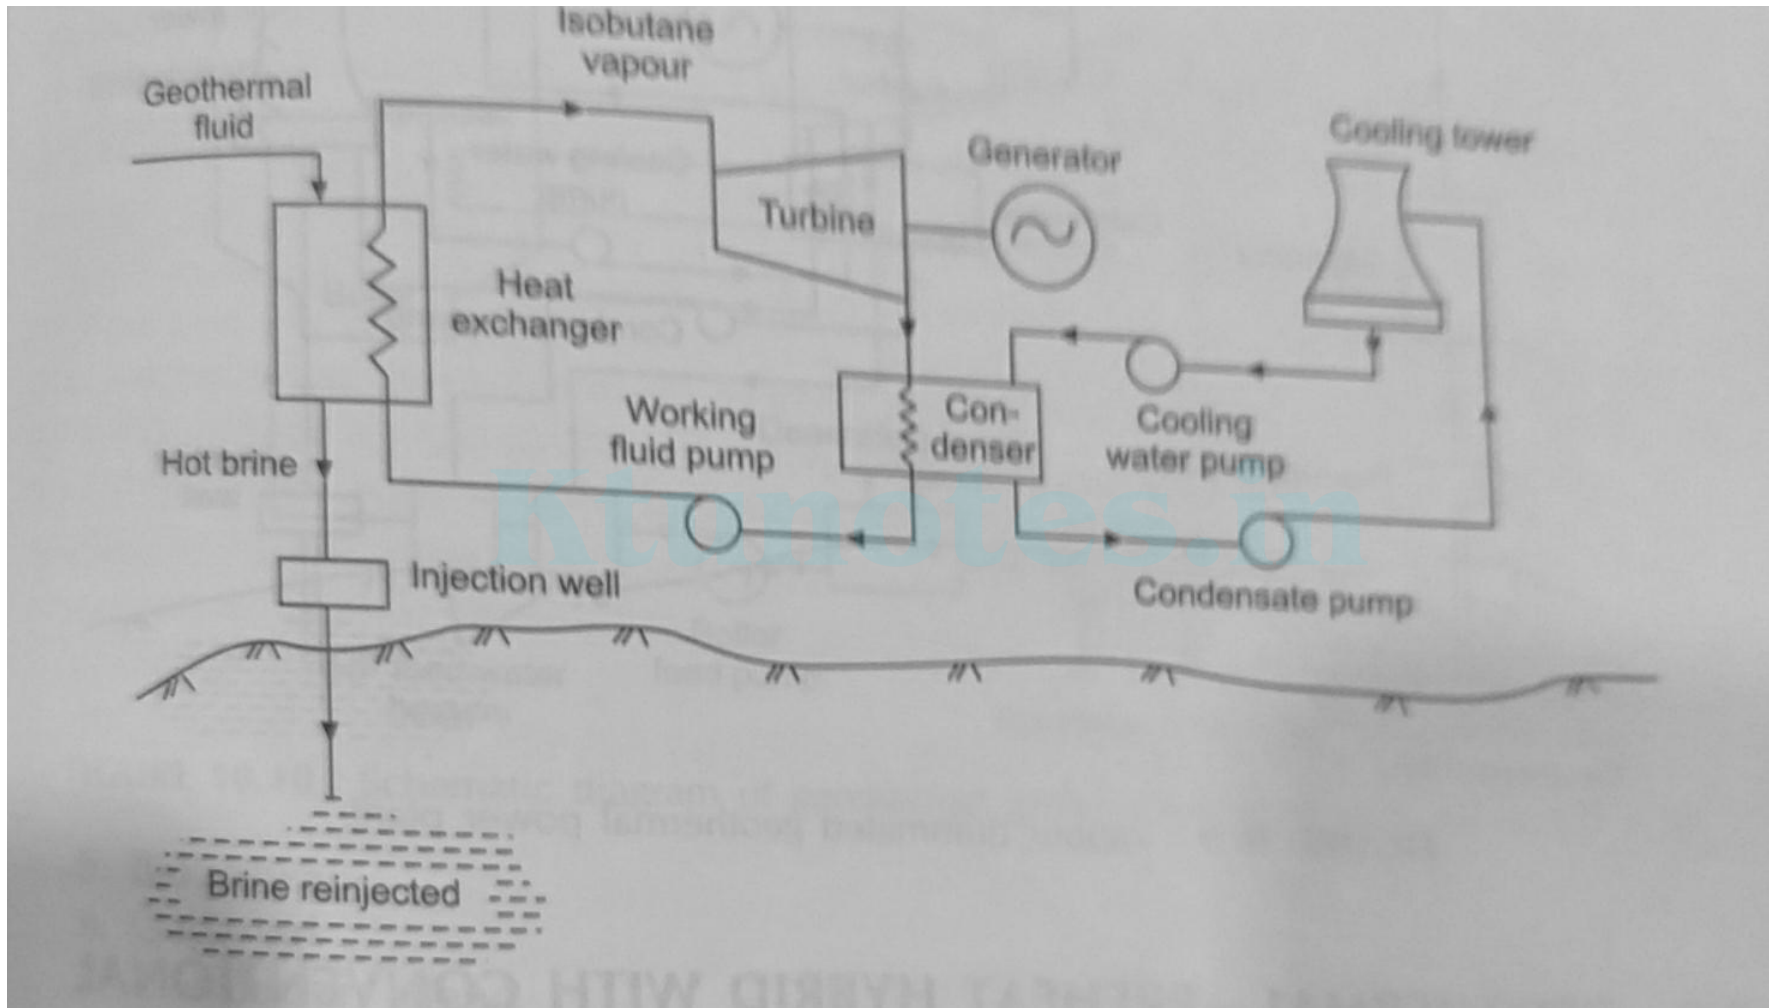 Isobutane
vapour
Geothermal
fluid
Cooling tower
Generator
Turbine
Heat
exchanger
Con-
denser
Working
fluid pump
Cooling
water pump
Hot brine
Ktunotes.in
Injection well
Condensate pump
Brine reinjected